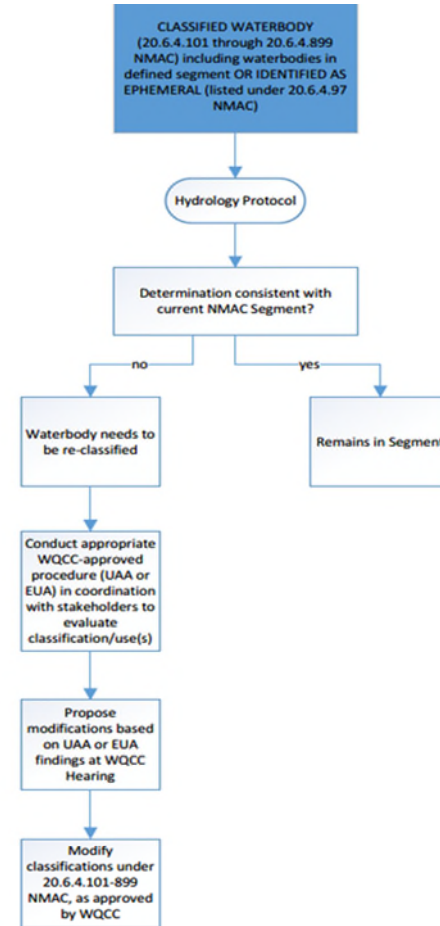 CLASSIFIED WATERBODY
(20.6.4.101 through 20.6.4.899
NMAC) including waterbodies in
defined segment OR IDENTIFIED AS
EPHEMERAL (listed under 20.6.4.97
NMAC)
Hydrology Protocol
Determination consistent with
current NMAC Segment?
no
yes
Waterbody needs to
be re-classified
Remains in Segment
Conduct appropriate
WQCC-approved
procedure (UAA or
EUA) in coordination
with stakeholders to
evaluate
classification/use(s)
Propose
modifications based
on UAA or EUA
findings at WQCC
Hearing
Modify
classifications under
20.6.4.101-899
NMAC, as approved
by WQCC